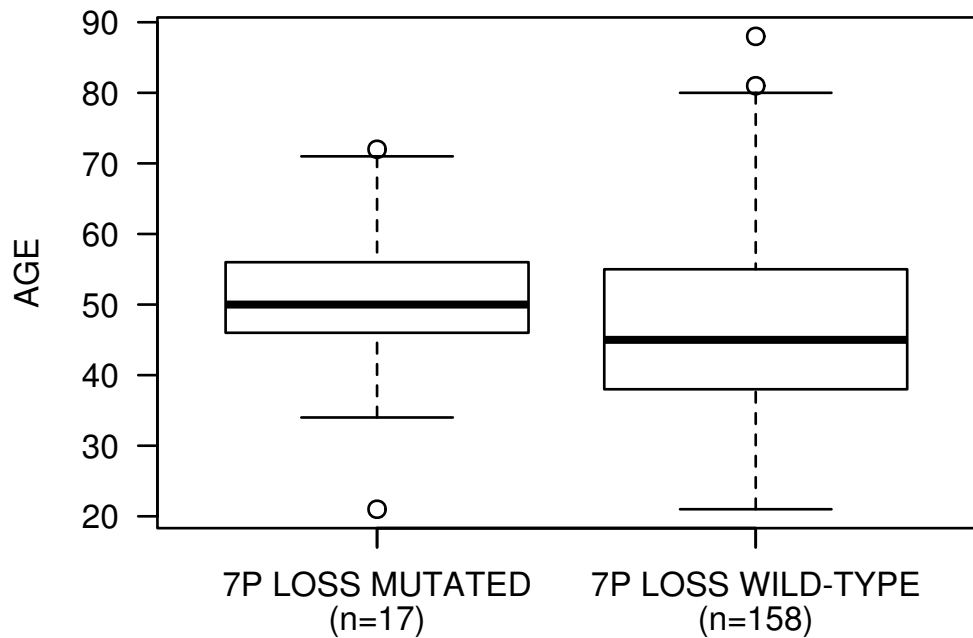 90
80
70
60
50
40
30
20
AGE
7P LOSS MUTATED
(n=17)
7P LOSS WILD-TYPE
(n=158)